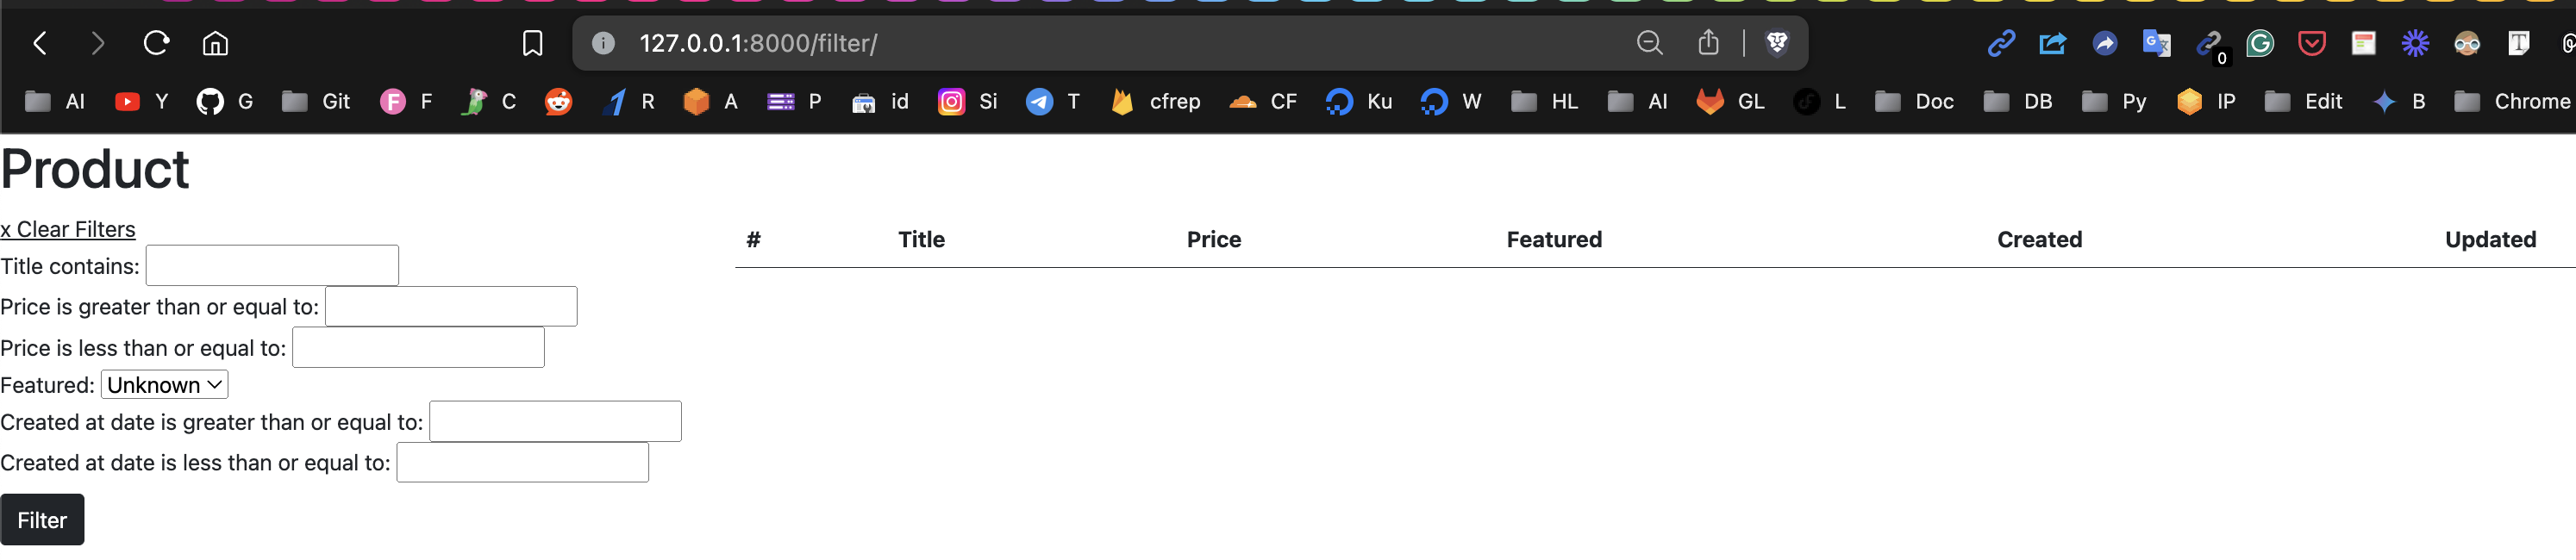 127.0.0.1:8000/filter/
0
AI Y G Git F C R A P id Si T cfrep CF Ku W HL AI GL L Doc DB Py IP Edit B Chrome
Product
x Clear Filters
# Title Price Featured Created Updated
Title contains:
Price is greater than or equal to:
Price is less than or equal to:
Featured: Unknown
Created at date is greater than or equal to:
Created at date is less than or equal to:
Filter